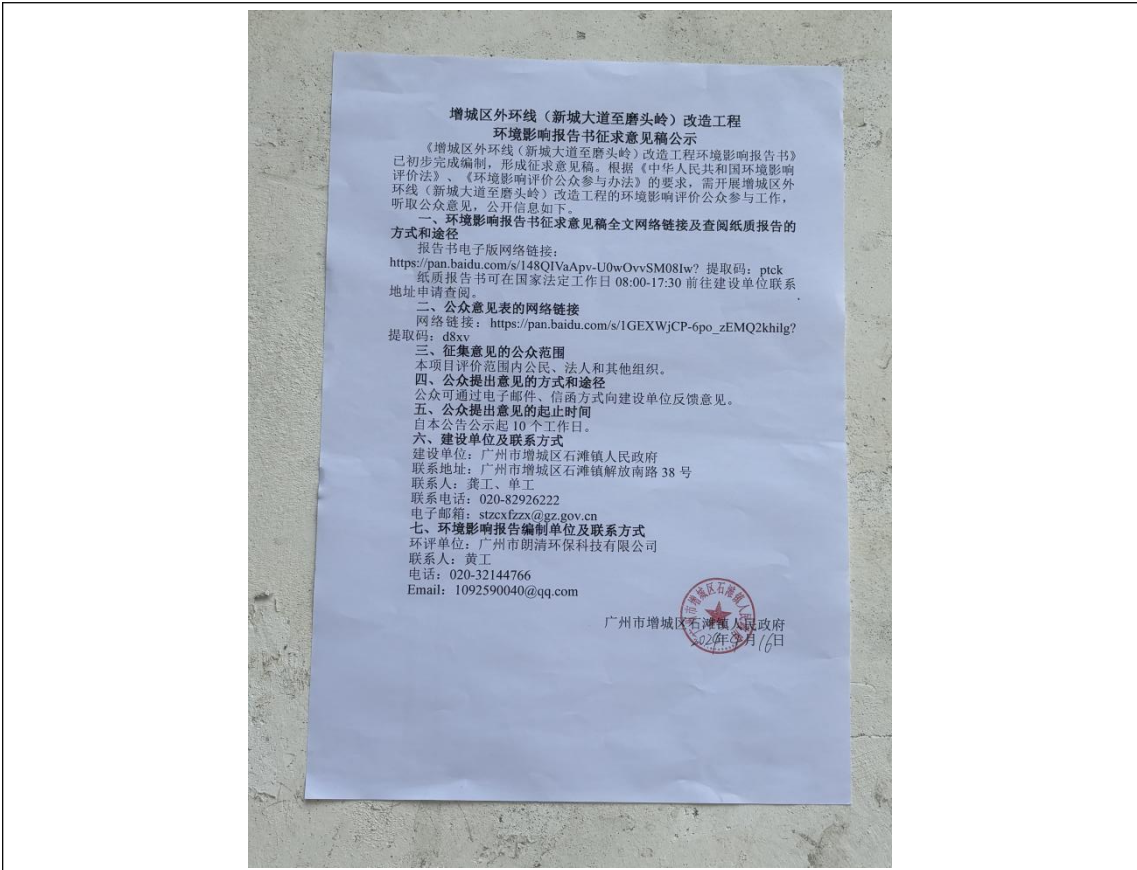 增城区外环线（新城大道至磨头岭）改造工程
环境影响报告书征求意见稿公示
《增城区外环线（新城大道至磨头岭）改造工程环境影响报告书》
已初步完成编制，形成征求意见稿。根据《中华人民共和国环境影响
评价法》、《环境影响评价公众参与办法》的要求，需开展增城区外
环线（新城大道至磨头岭）改造工程的环境影响评价公众参与工作，
听取公众意见，公开信息如下。
一、环境影响报告书征求意见稿全文网络链接及查阅纸质报告的
方式和途径
报告书电子版网络链接：
https://pan.baidu.com/s/148QIVaApv-U0wOvvSM08Iw? 提取码：ptck
纸质报告书可在国家法定工作日 08:00-17:30 前往建设单位联系
地址申请查阅。
二、公众意见表的网络链接
网络链接：https://pan.baidu.com/s/1GEXWjCP-6po_zEMQ2khilg?
提取码：d8xv
三、征集意见的公众范围
本项目评价范围内公民、法人和其他组织。
四、公众提出意见的方式和途径
公众可通过电子邮件、信函方式向建设单位反馈意见。
五、公众提出意见的起止时间
自本公告公示起 10 个工作日。
六、建设单位及联系方式
建设单位：广州市增城区石滩镇人民政府
联系地址：广州市增城区石滩镇解放南路 38 号
联系人：龚工、单工
联系电话：020-82926222
电子邮箱：stzcxfzzx@gz.gov.cn
七、环境影响报告编制单位及联系方式
环评单位：广州市朗清环保科技有限公司
联系人：黄工
电话：020-32144766
Email：1092590040@qq.com
广州市增城区石滩镇人民政府
年 月16日